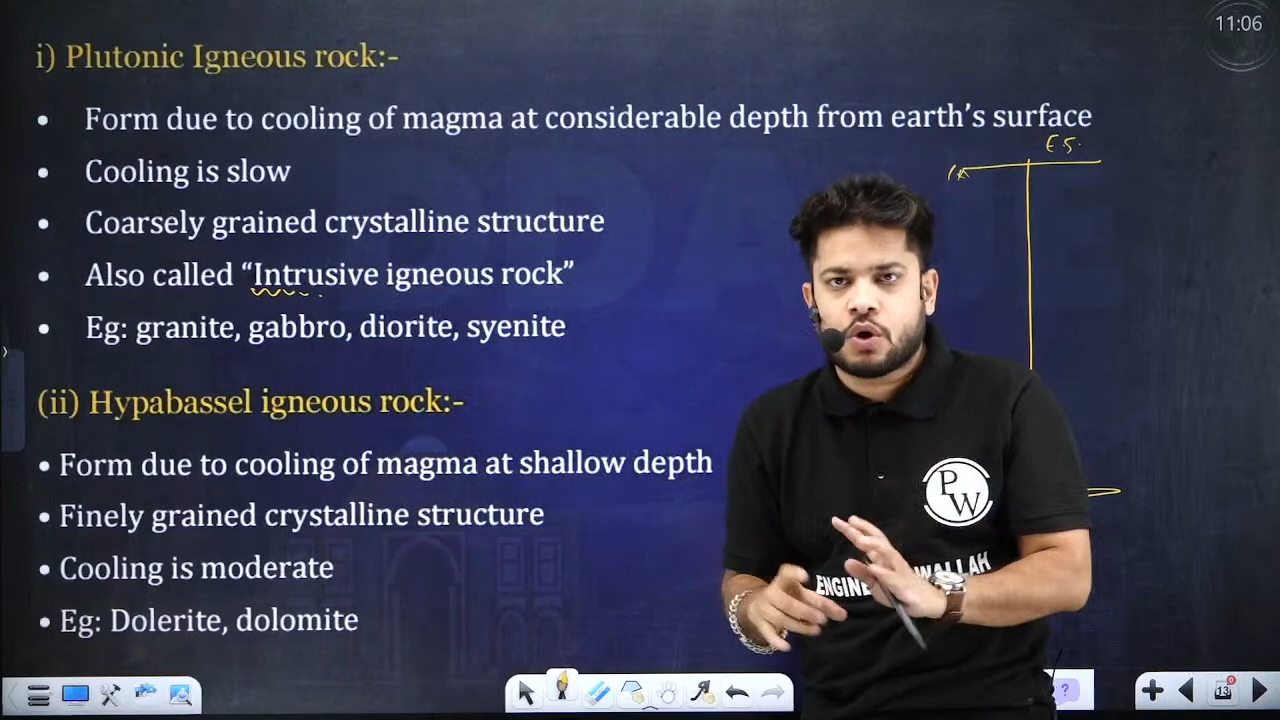 11:06
i) Plutonic Igneous rock:-
• Form due to cooling of magma at considerable depth from earth's surface
E.S.
• Cooling is slow
• Coarsely grained crystalline structure
• Also called “Intrusive igneous rock”
• Eg: granite, gabbro, diorite, syenite
(ii) Hypabassel igneous rock:-
• Form due to cooling of magma at shallow depth
• Finely grained crystalline structure
• Cooling is moderate
• Eg: Dolerite, dolomite
PW
13